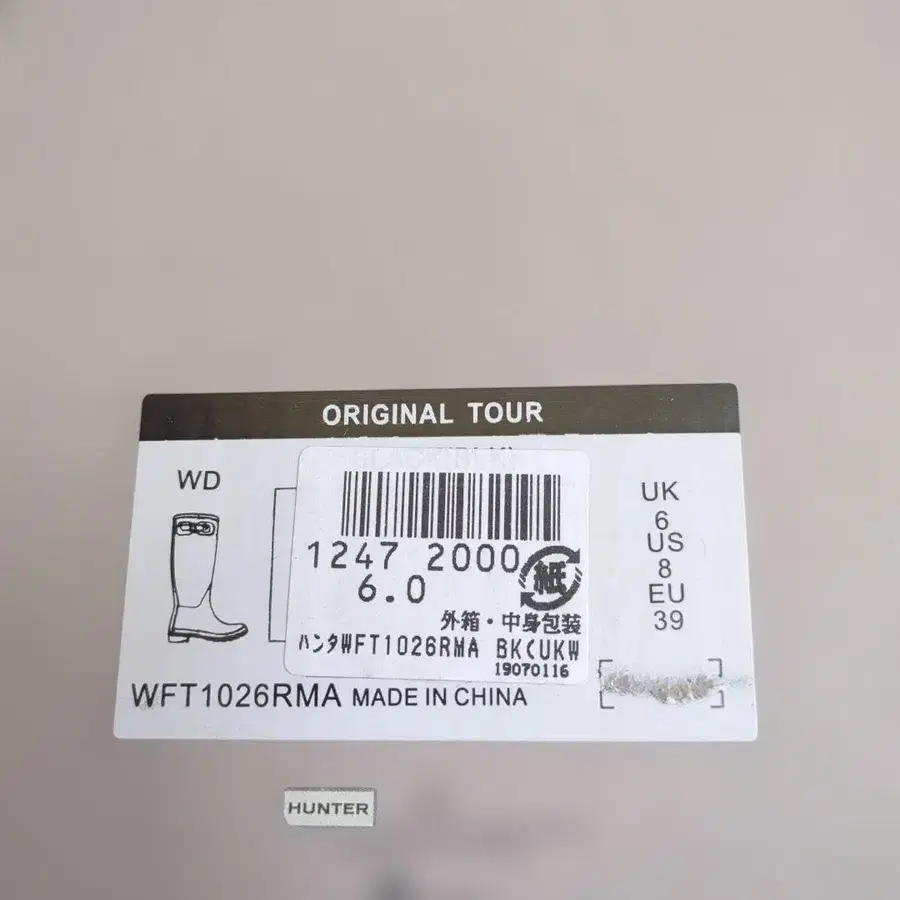 ORIGINAL TOUR
WD
1247 2000
6.0
紙
外箱・中身包装
ハンタWFT1026RMA BK(UKW
19070116
UK
6
US
8
EU
39
WFT1026RMA MADE IN CHINA
HUNTER